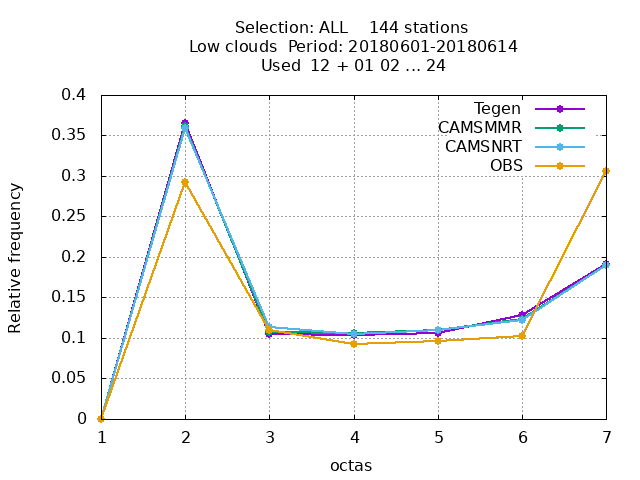 Selection: ALL    144 stations
Low clouds  Period: 20180601-20180614
Used  12 + 01 02 ... 24
Tegen
CAMSMMR
CAMSNRT
OBS
0.4
0.35
0.3
0.25
0.2
0.15
0.1
0.05
0
Relative frequency
1 2 3 4 5 6 7
octas